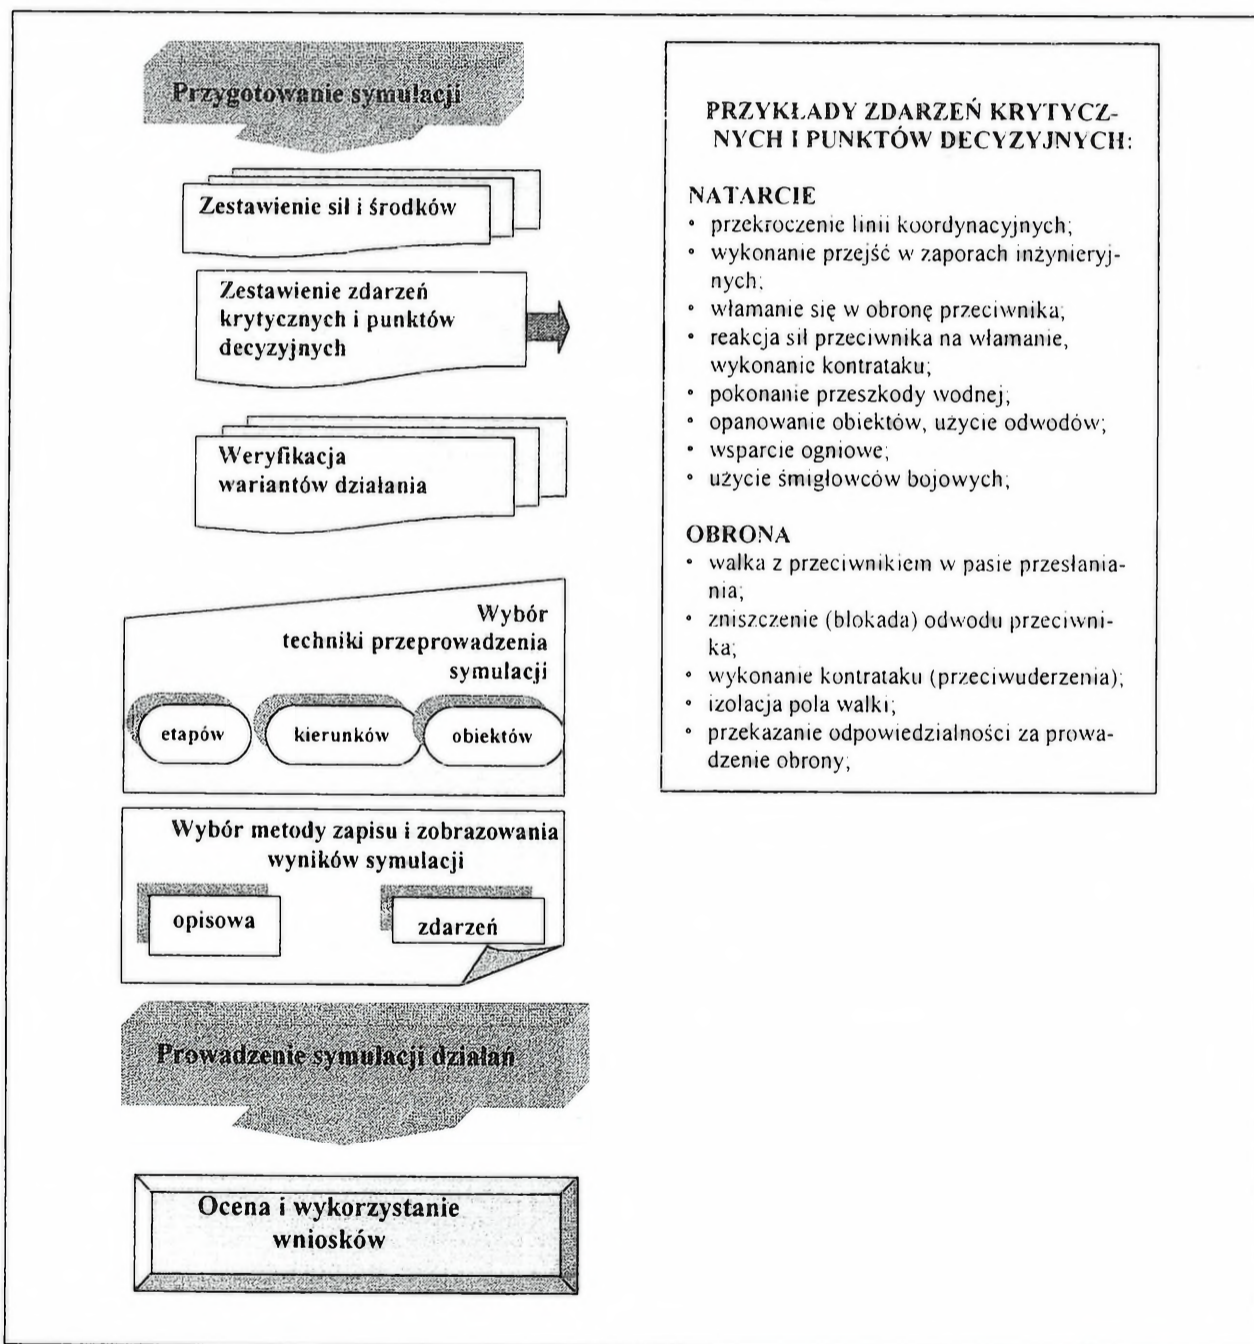 Przygotowanie symulacji
Zestawienie sił i środków
Zestawienie zdarzeń
krytycznych i punktów
decyzyjnych
Weryfikacja
wariantów działania
Wybór
techniki przeprowadzenia
symulacji
etapów
kierunków
obiektów
Wybór metody zapisu i zobrazowania
wyników symulacji
opisowa
zdarzeń
Prowadzenie symulacji działań
Ocena i wykorzystanie
wniosków
PRZYKŁADY ZDARZEŃ KRYTYCZ-
NYCH I PUNKTÓW DECYZYJNYCH:
NATARCIE
• przekroczenie linii koordynacyjnych;
• wykonanie przejść w zaporach inżynieryj-
nych;
• włamanie się w obronę przeciwnika;
• reakcja sił przeciwnika na włamanie,
wykonanie kontrataku;
• pokonanie przeszkody wodnej;
• opanowanie obiektów, użycie odwodów;
• wsparcie ogniowe;
• użycie śmigłowców bojowych;
OBRONA
• walka z przeciwnikiem w pasie przesłania-
nia;
• zniszczenie (blokada) odwodu przeciwni-
ka;
• wykonanie kontrataku (przeciwuderzenia);
• izolacja pola walki;
• przekazanie odpowiedzialności za prowa-
dzenie obrony;